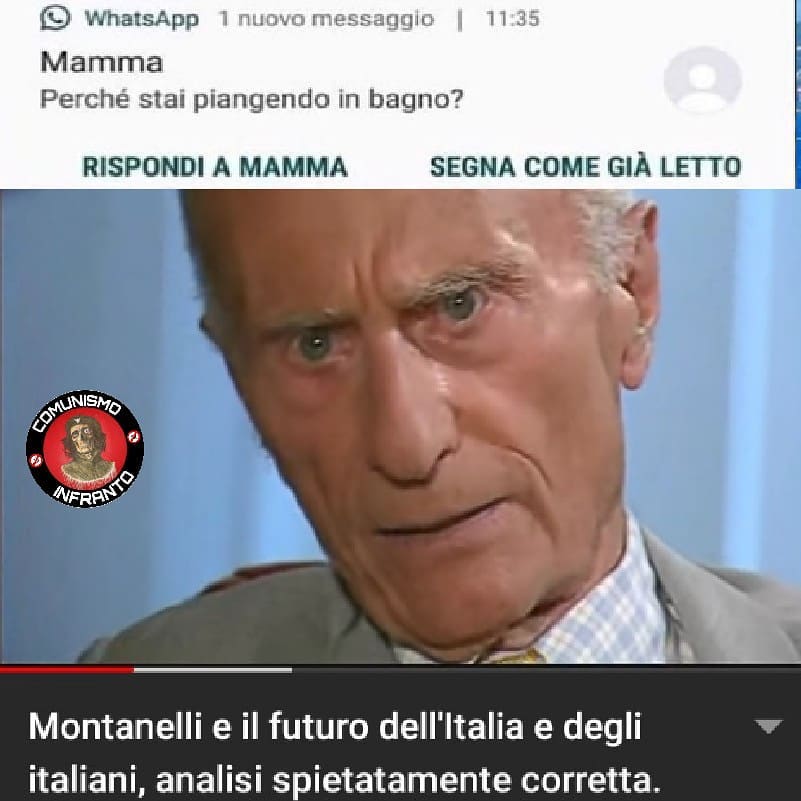 WhatsApp 1 nuovo messaggio | 11:35
Mamma
Perché stai piangendo in bagno?
RISPONDI A MAMMA SEGNA COME GIÀ LETTO
COMUNISMO
INFRANTO
Montanelli e il futuro dell'Italia e degli
italiani, analisi spietatamente corretta.